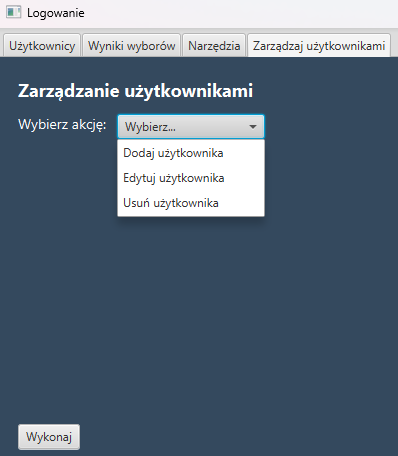 Logowanie
Użytkownicy Wyniki wyborów Narzędzia Zarządzaj użytkownikami
Zarządzanie użytkownikami
Wybierz akcję: Wybierz...
Dodaj użytkownika
Edytuj użytkownika
Usuń użytkownika
Wykonaj